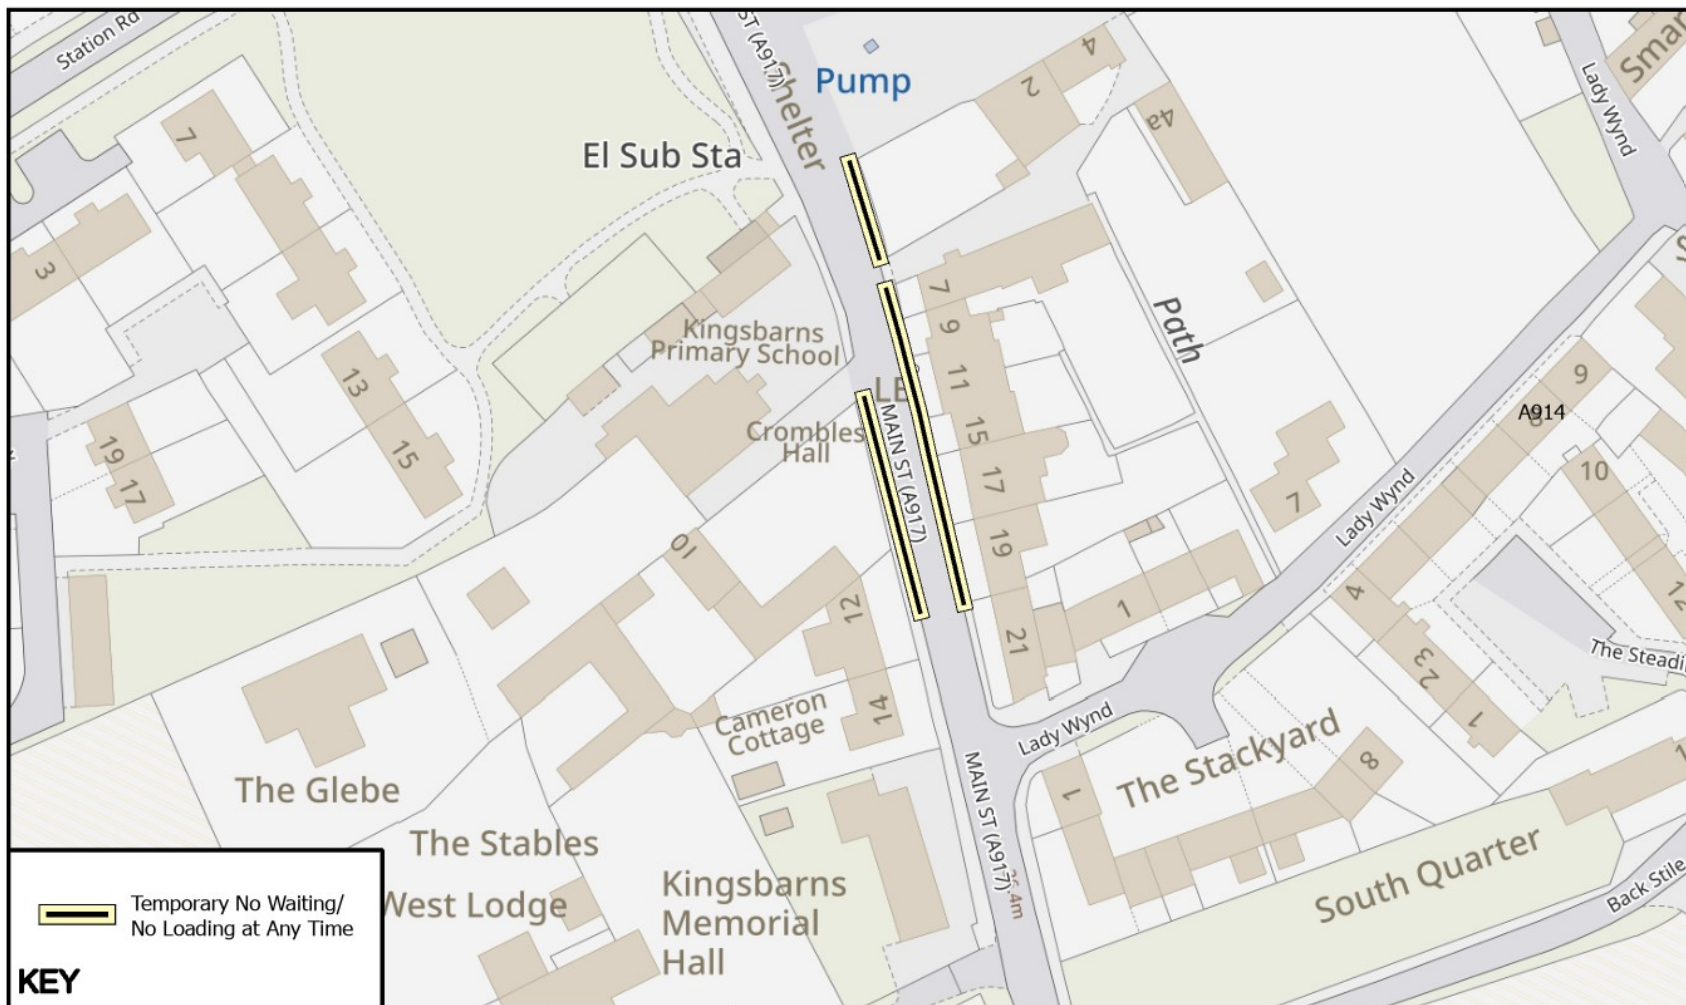 Station Rd
ST (A917)
Shelter
Pump
El Sub Sta
2
4
4a
Lady Wynd
7
3
Kingsbarns
Primary School
Crombles
Hall
MAIN ST (A917)
7
9
11
15
17
19
21
Path
13
15
19
17
10
12
14
1
7
Lady Wynd
A914
9
10
4
23
1
12
Cameron
Cottage
Lady Wynd
The Stackyard
1
8
MAIN ST (A917)
The Glebe
The Stables
West Lodge
Kingsbarns
Memorial
Hall
South Quarter
Back Stile
Temporary No Waiting/
No Loading at Any Time
KEY